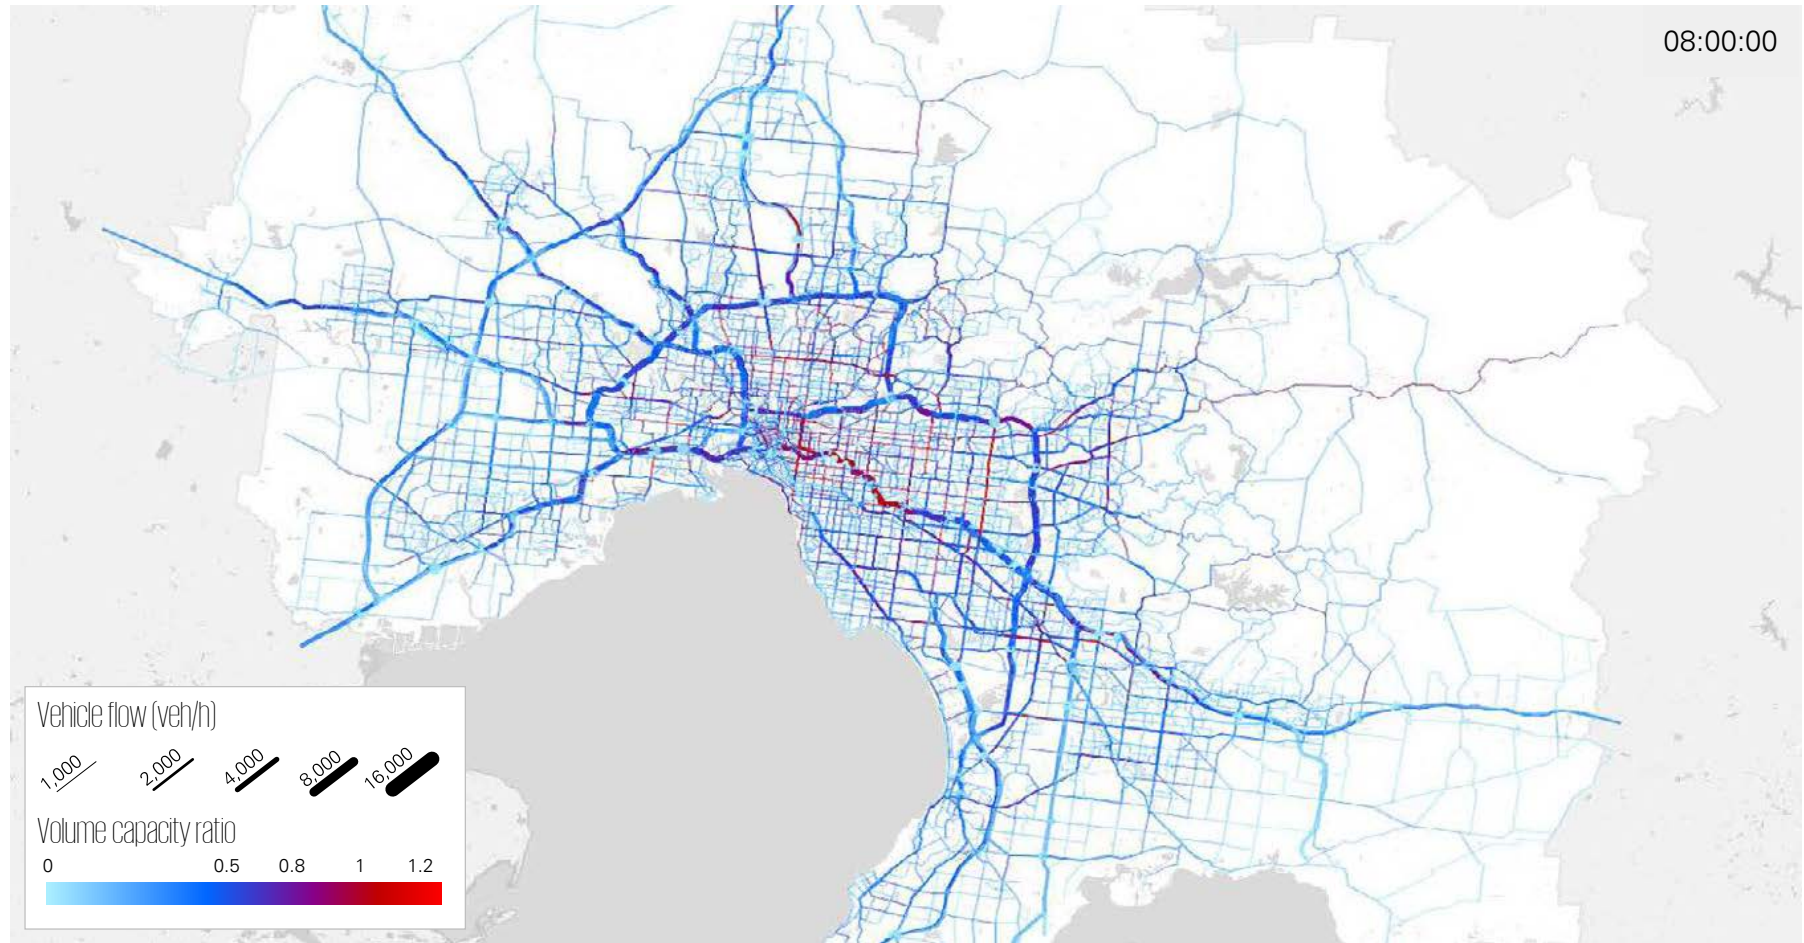 08:00:00
Vehicle flow (veh/h)
1,000 2,000 4,000 8,000 16,000
Volume capacity ratio
0 0.5 0.8 1 1.2